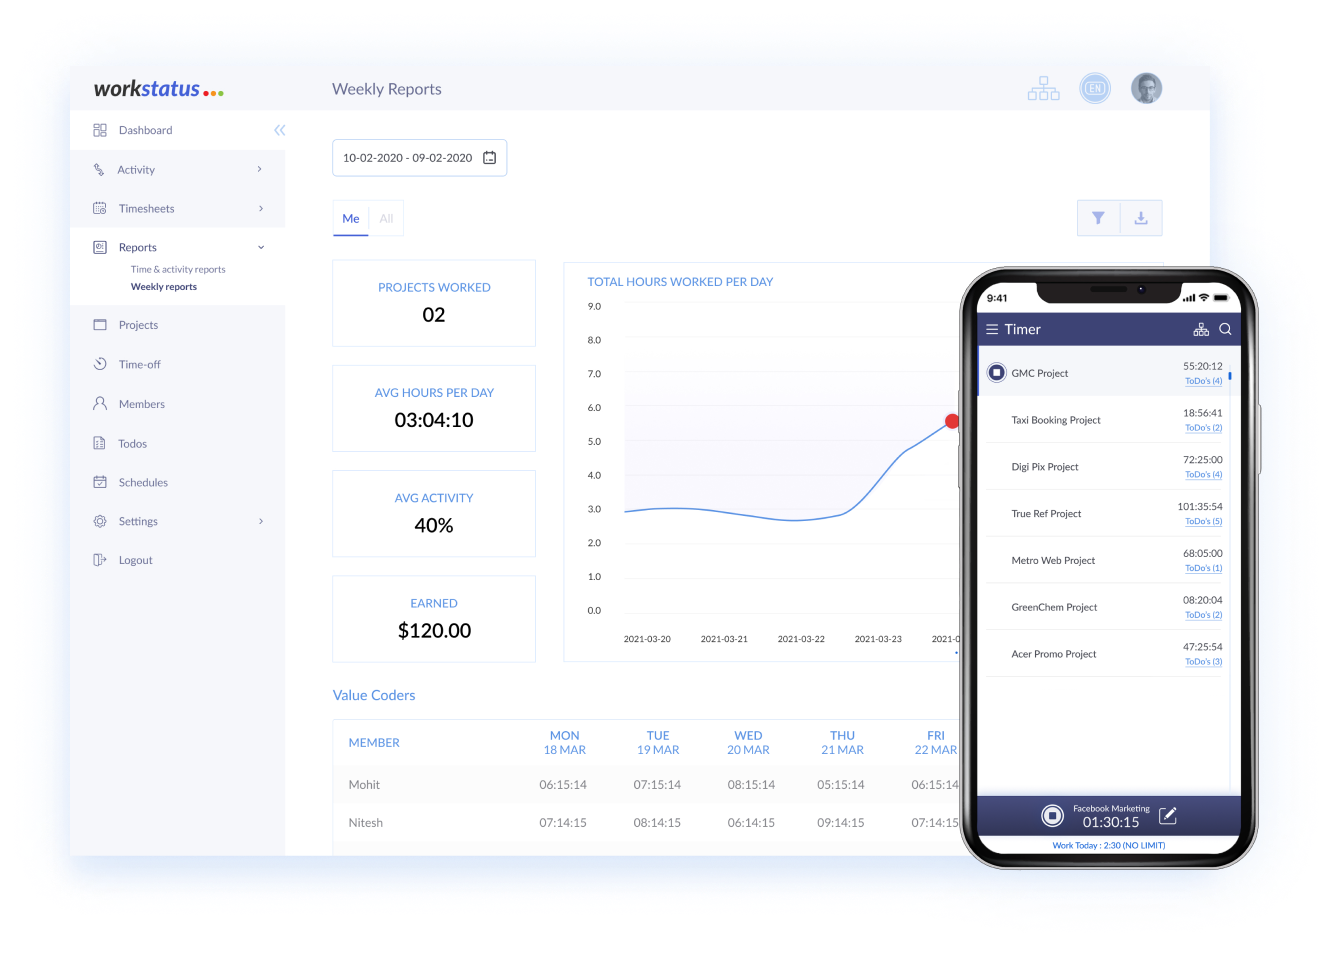 workstatus...
Weekly Reports
EN
Dashboard
Activity
Timesheets
Reports
Time & activity reports
Weekly reports
Projects
Time-off
Members
Todos
Schedules
Settings
Logout
10-02-2020 - 09-02-2020
Me All
PROJECTS WORKED
02
AVG HOURS PER DAY
03:04:10
AVG ACTIVITY
40%
EARNED
$120.00
TOTAL HOURS WORKED PER DAY
9.0
8.0
7.0
6.0
5.0
4.0
3.0
2.0
1.0
0.0
2021-03-20 2021-03-21 2021-03-22 2021-03-23 2021-0
Value Coders
MEMBER MON TUE WED THU FRI
18 MAR 19 MAR 20 MAR 21 MAR 22 MAR
Mohit 06:15:14 07:15:14 08:15:14 05:15:14 06:15:14
Nitesh 07:14:15 08:14:15 06:14:15 09:14:15 07:14:15
9:41
Timer
GMC Project 55:20:12
ToDo's (4)
Taxi Booking Project 18:56:41
ToDo's (2)
Digi Pix Project 72:25:00
ToDo's (4)
True Ref Project 101:35:54
ToDo's (5)
Metro Web Project 68:05:00
ToDo's (1)
GreenChem Project 08:20:04
ToDo's (2)
Acer Promo Project 47:25:54
ToDo's (3)
Facebook Marketing
01:30:15
Work Today : 2:30 (NO LIMIT)